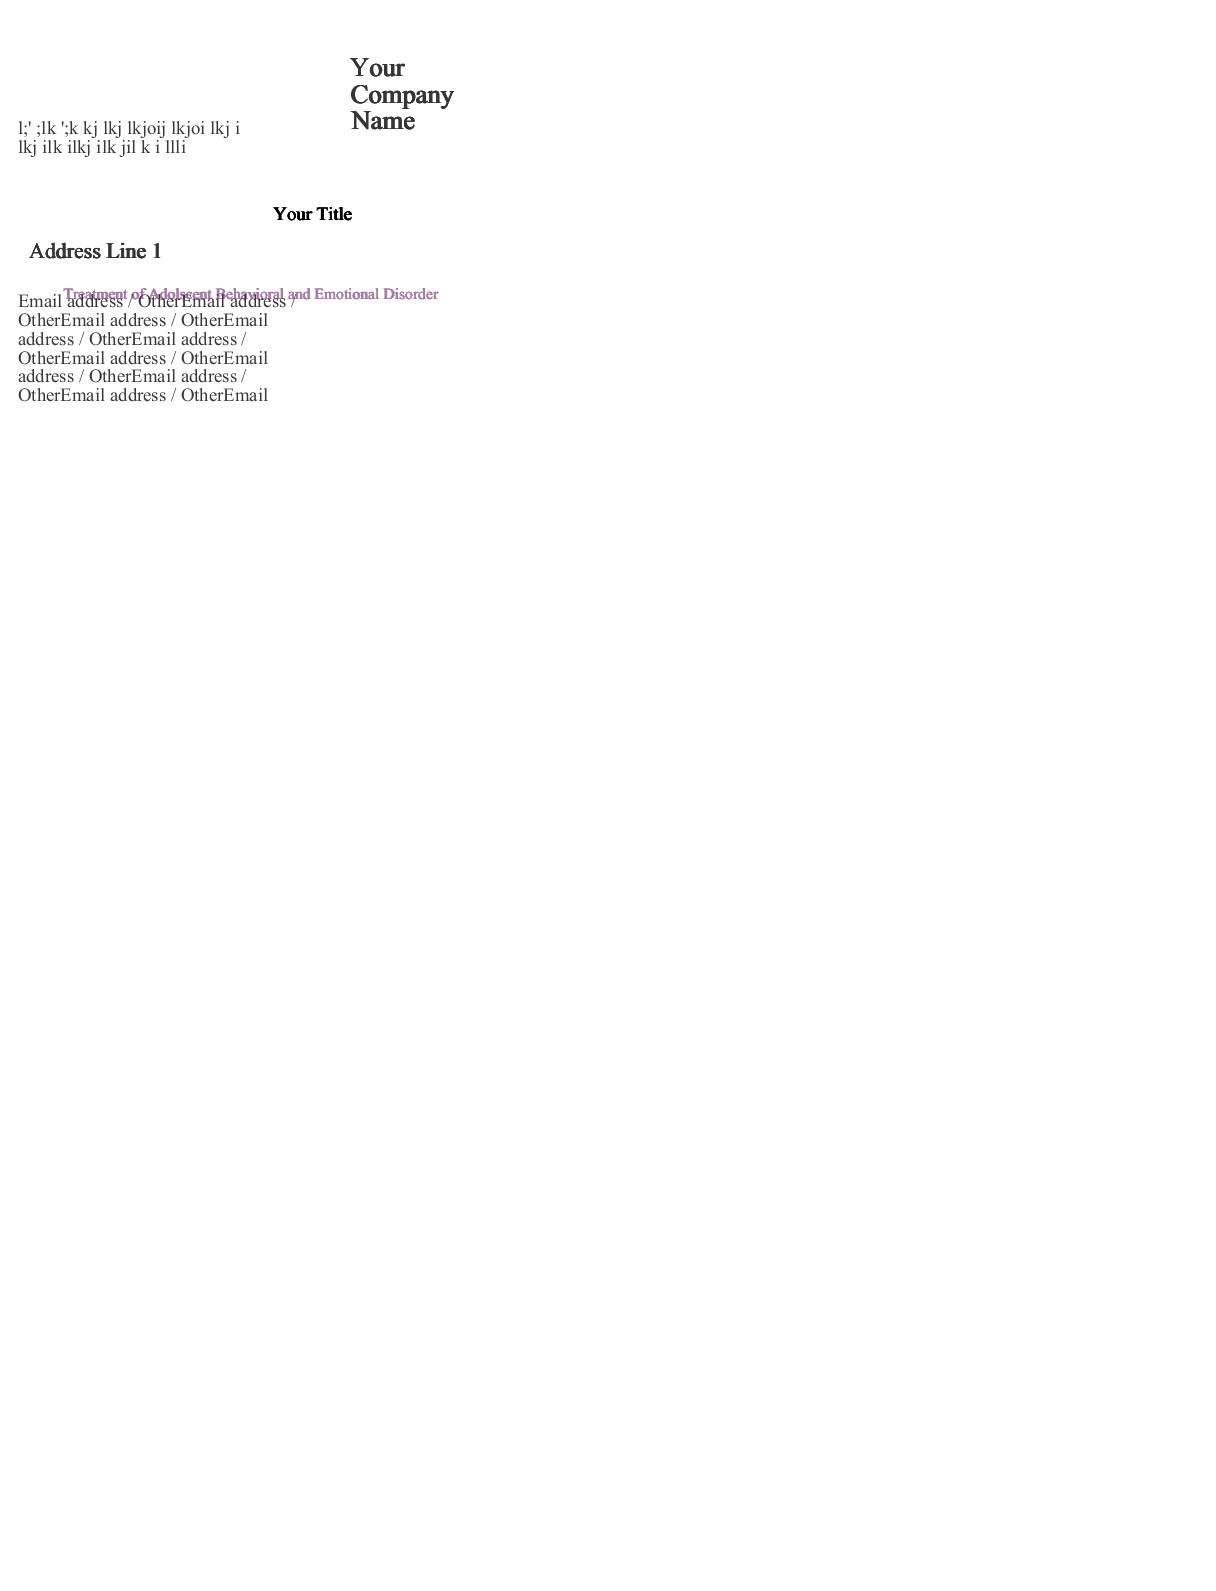 Your
Company
Name
l;' ;lk ';k kj lkj lkjoij lkjoi lkj i
lkj ilk ilkj ilk jil k i llli
Your Title
Address Line 1
Treatment of Adolscent Behavioral and Emotional Disorder
Email address / OtherEmail address /
OtherEmail address / OtherEmail
address / OtherEmail address /
OtherEmail address / OtherEmail
address / OtherEmail address /
OtherEmail address / OtherEmail